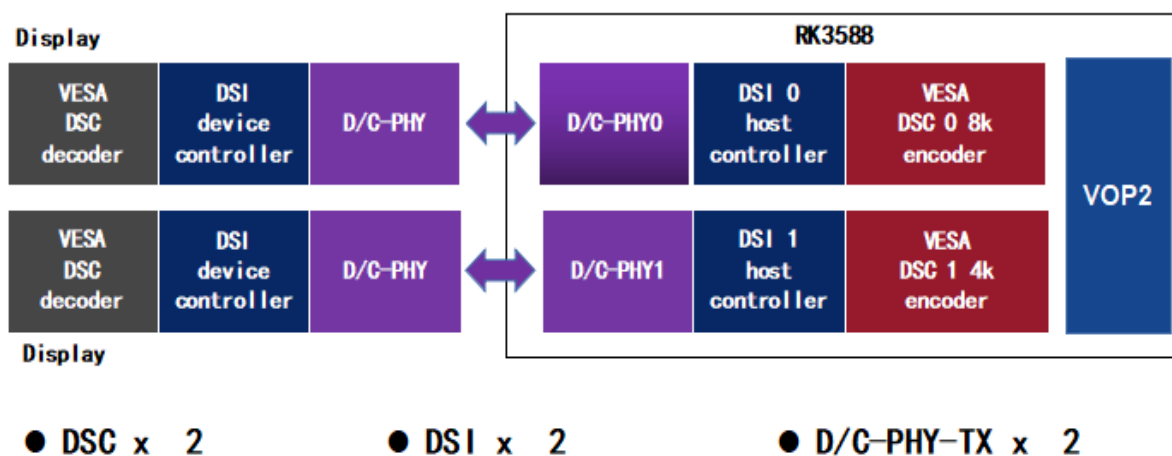 Display
RK3588
VESA
DSC
decoder
DSI
device
controller
D/C-PHY
D/C-PHY0
DSI 0
host
controller
VESA
DSC 0 8k
encoder
VOP2
VESA
DSC
decoder
DSI
device
controller
D/C-PHY
D/C-PHY1
DSI 1
host
controller
VESA
DSC 1 4k
encoder
Display
● DSC x 2
● DSI x 2
● D/C-PHY-TX x 2